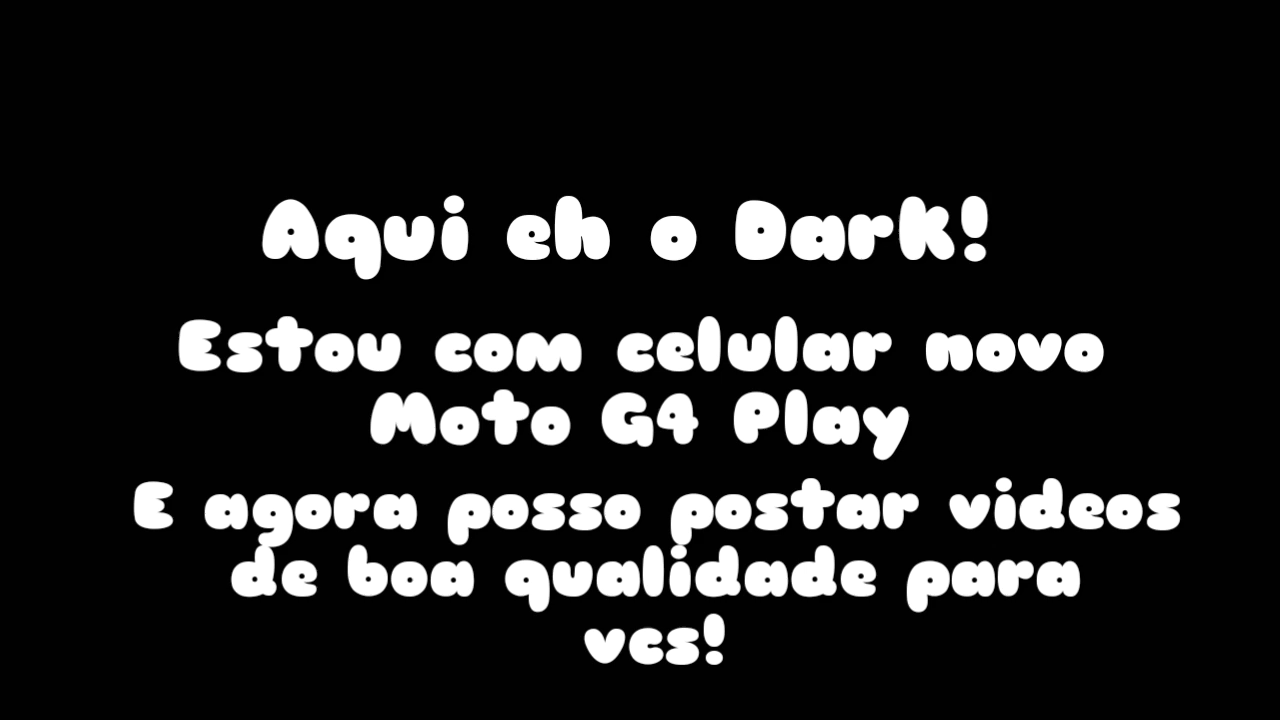 Aqui eh o Dark!
Estou com celular novo
Moto G4 Play
E agora posso postar videos
de boa qualidade para
vcs!